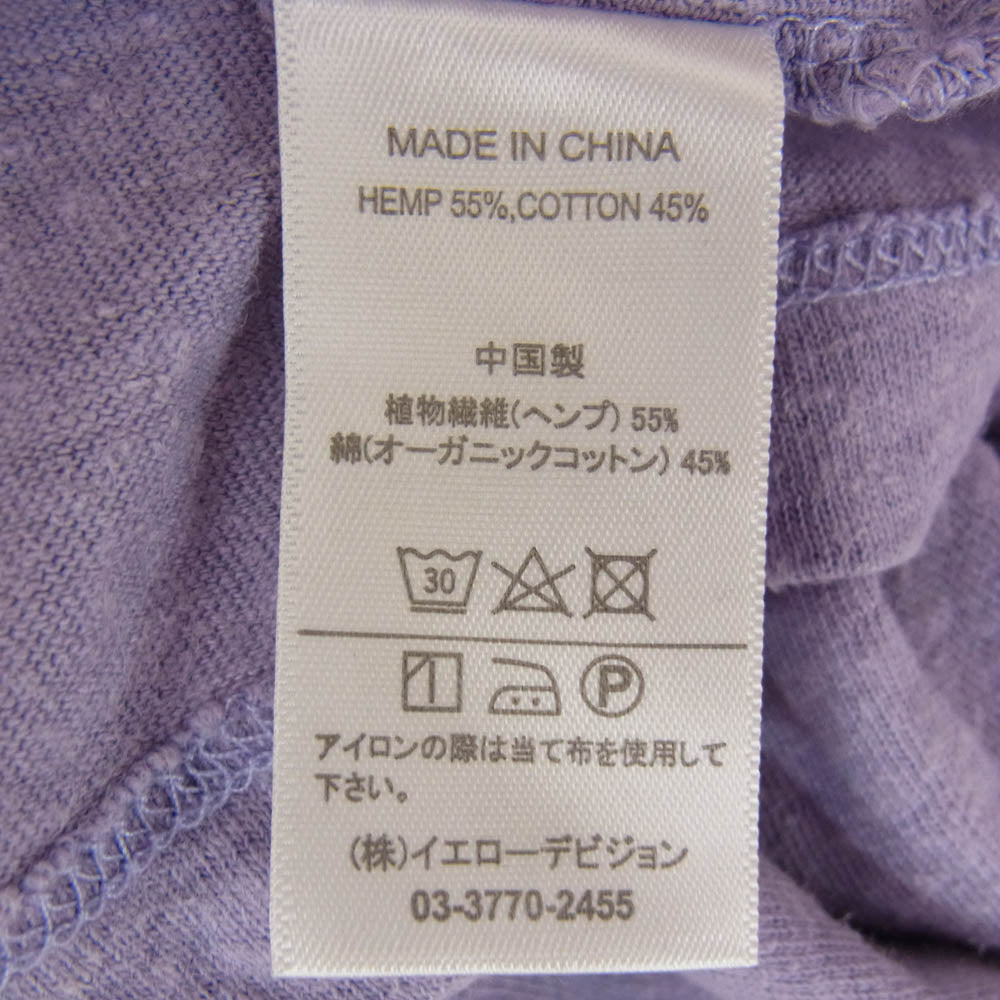 MADE IN CHINA
HEMP 55%,COTTON 45%
中国製
植物繊維(ヘンプ) 55%
綿(オーガニックコットン) 45%
30
P
アイロンの際は当て布を使用して
下さい。
(株)イエローデビジョン
03-3770-2455